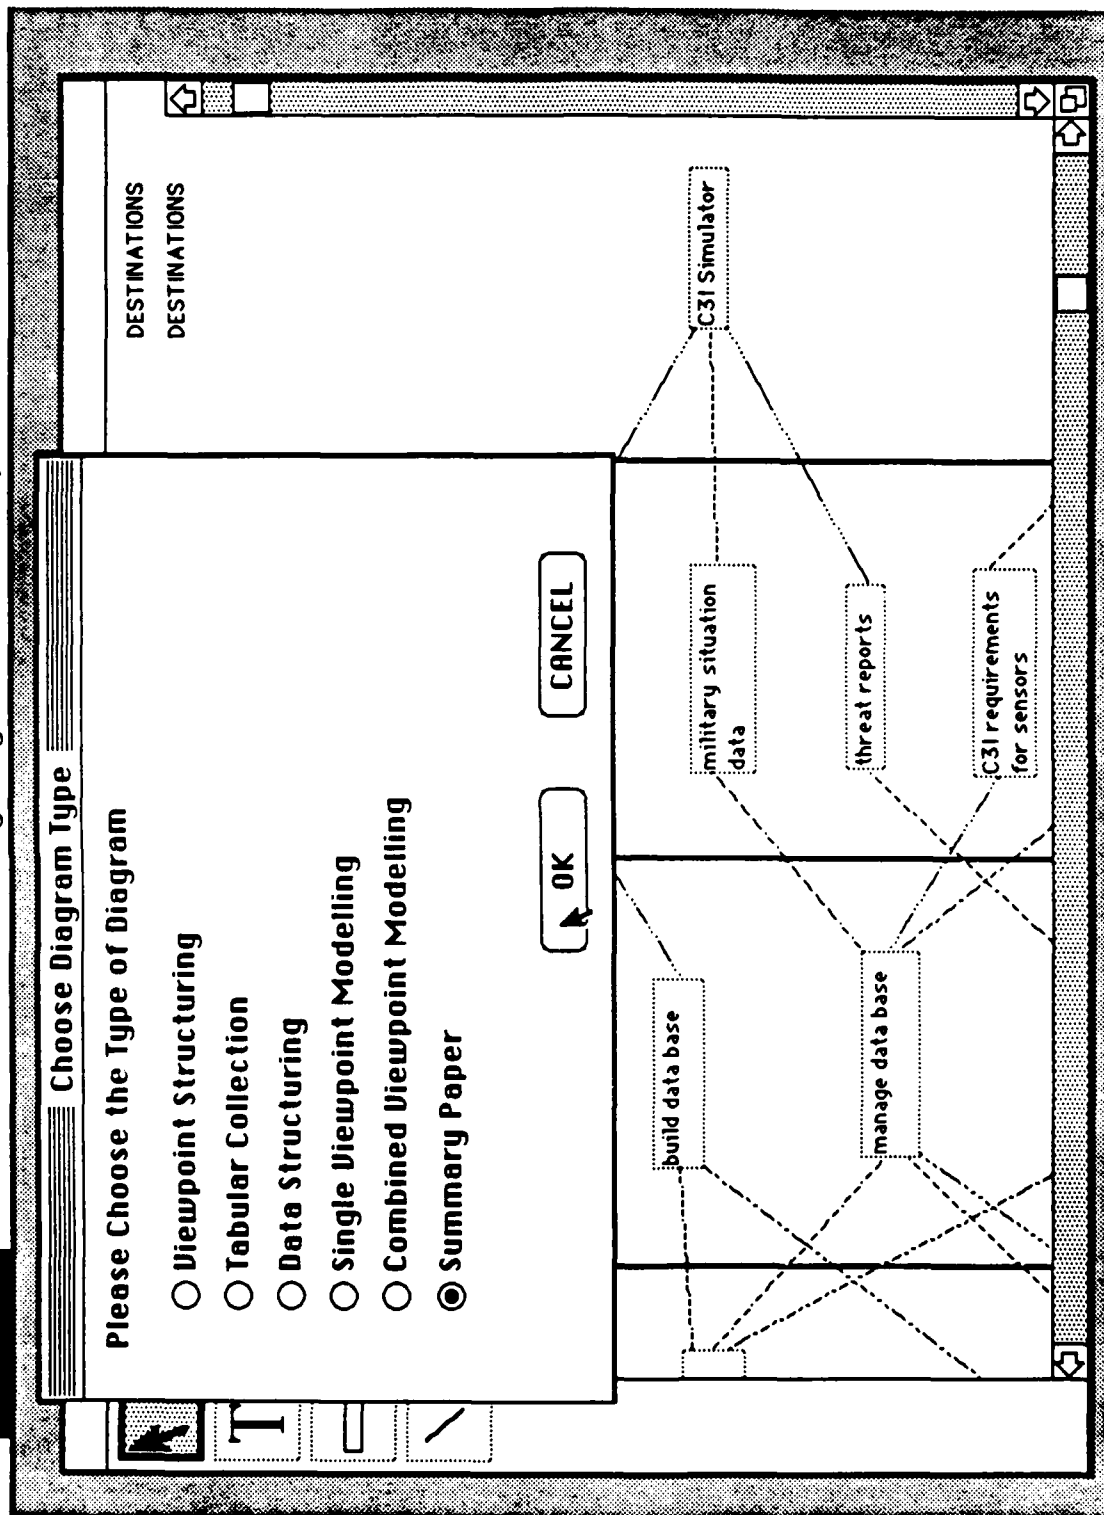 Choose Diagram Type
Please Choose the Type of Diagram
Viewpoint Structuring
Tabular Collection
Data Structuring
Single Viewpoint Modelling
Combined Viewpoint Modelling
Summary Paper
OK
CANCEL
T
DESTINATIONS
DESTINATIONS
build data base
manage data base
military situation
data
threat reports
C3I requirements
for sensors
C3I Simulator